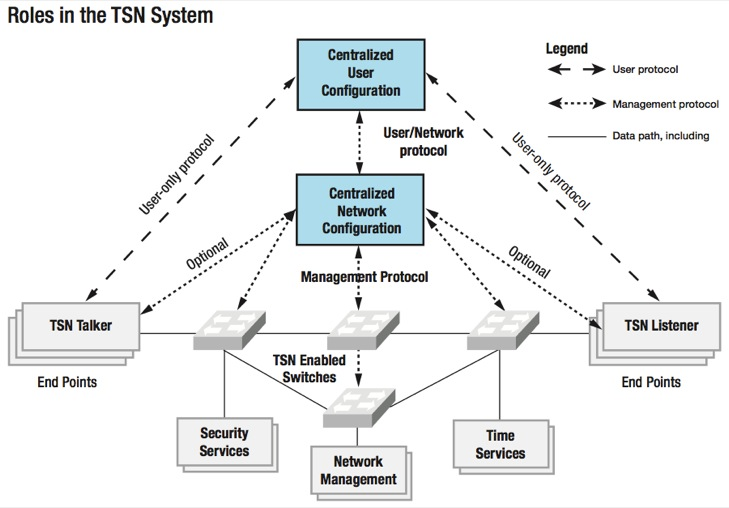 Roles in the TSN System
Centralized
User
Configuration
Legend
User protocol
Management protocol
Data path, including
User/Network
protocol
User-only protocol
User-only protocol
Centralized
Network
Configuration
Optional
Optional
Management Protocol
TSN Talker
TSN Listener
TSN Enabled
Switches
End Points
End Points
Security
Services
Network
Management
Time
Services